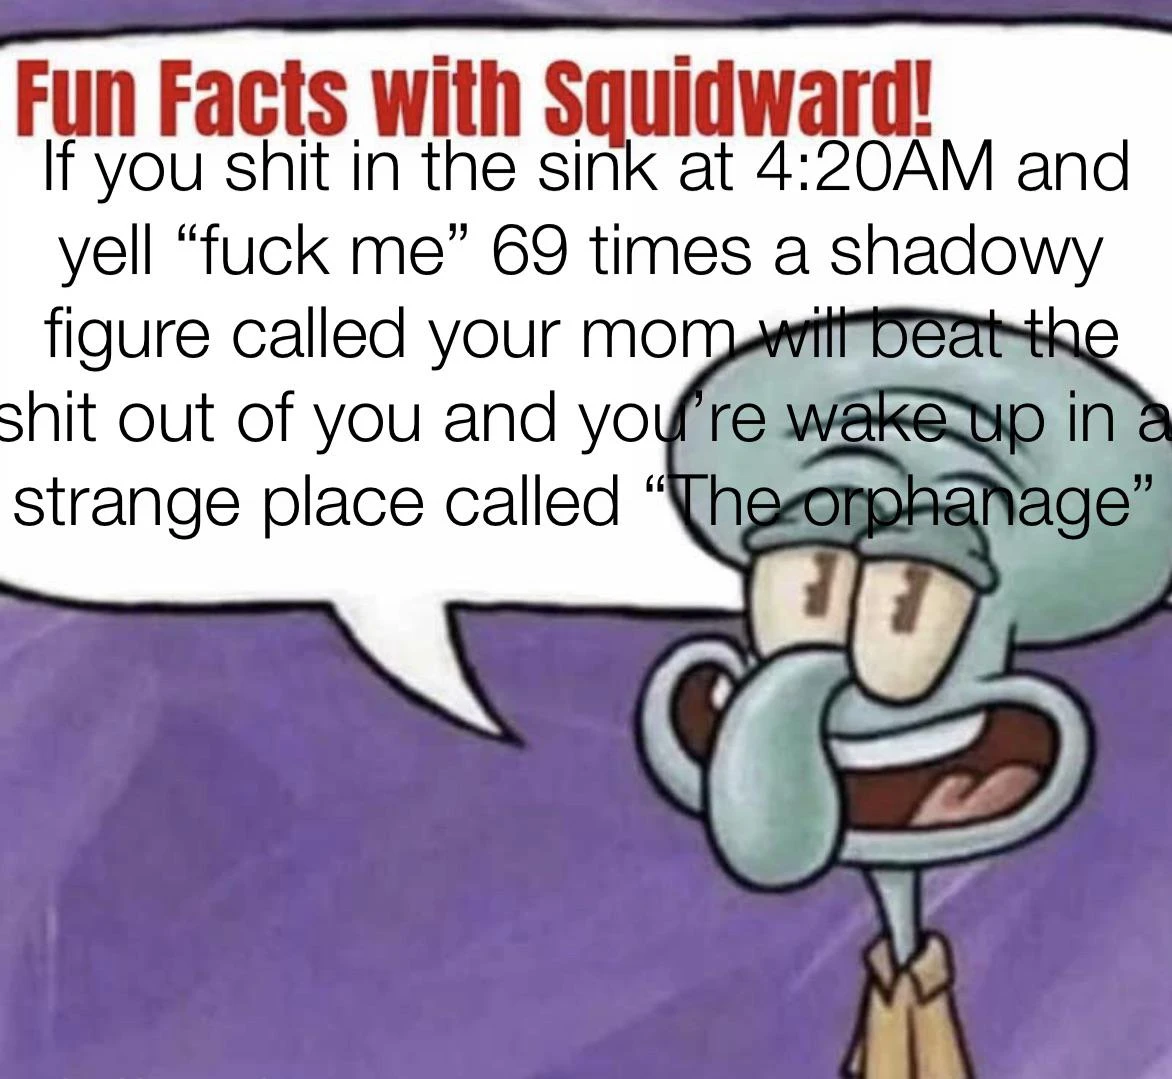 Fun Facts with Squidward!
If you shit in the sink at 4:20AM and
yell “fuck me” 69 times a shadowy
figure called your mom will beat the
shit out of you and you’re wake up in a
strange place called “The orphanage”